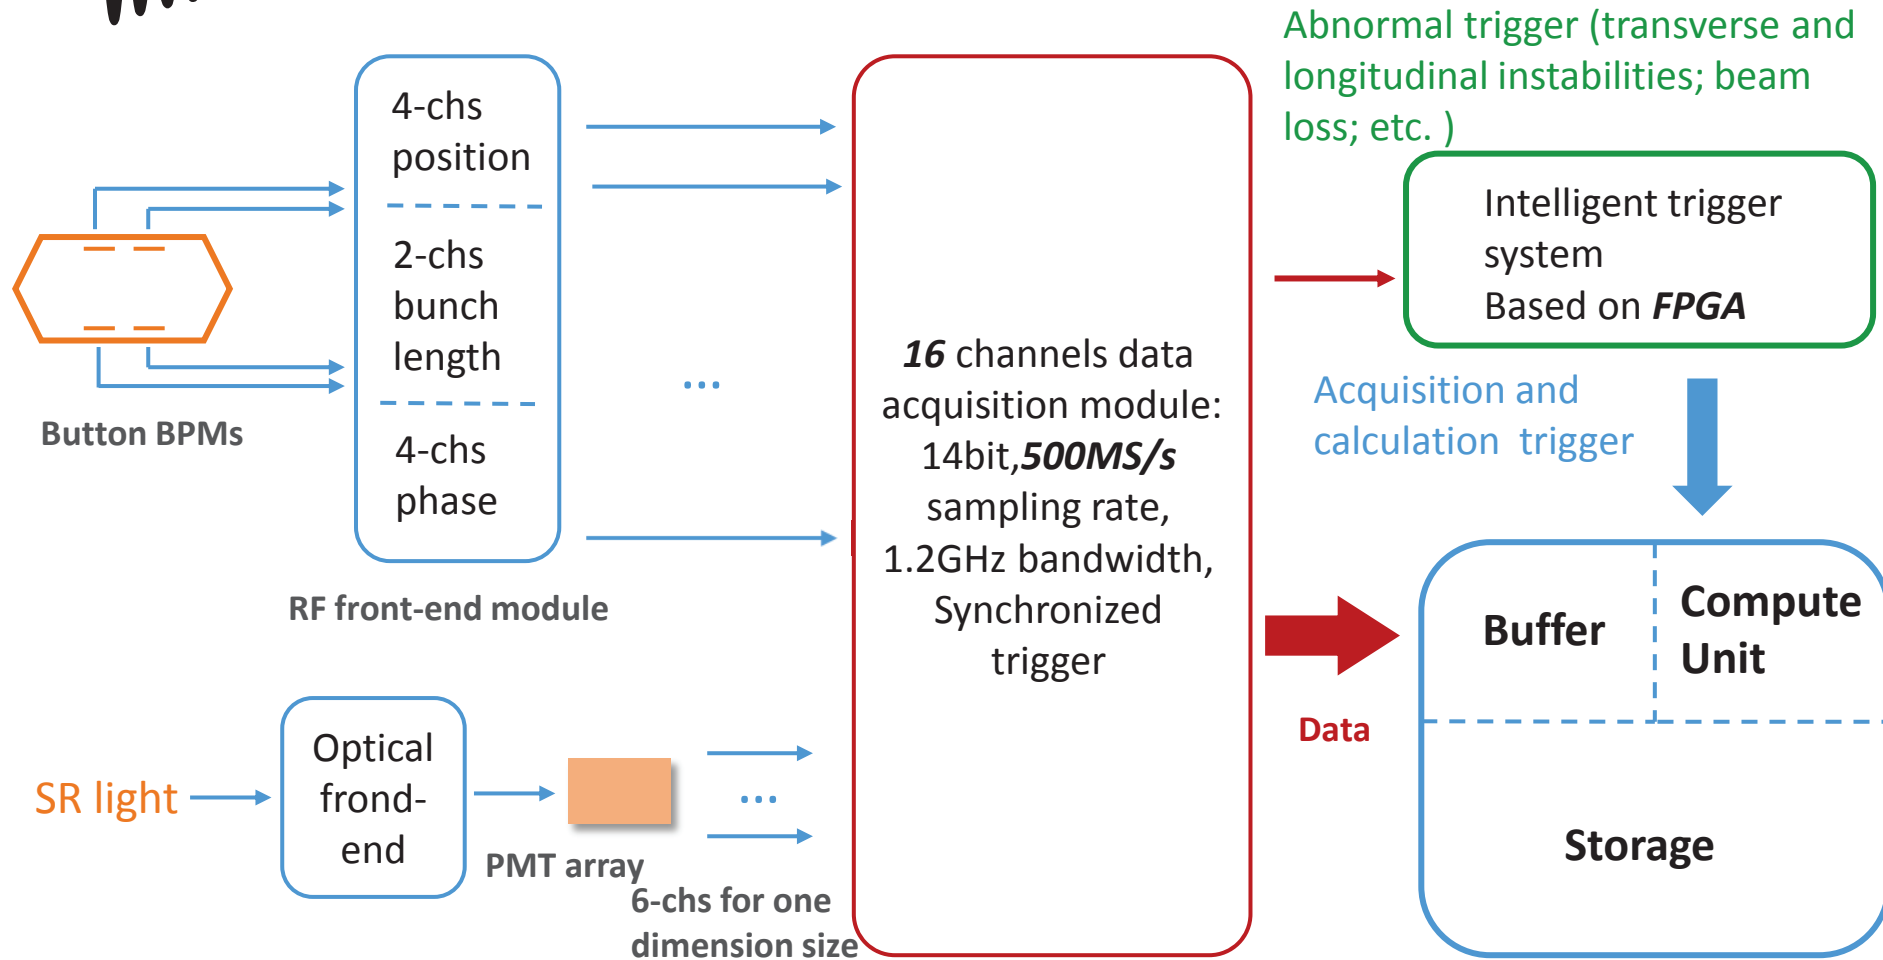 Abnormal trigger (transverse and
longitudinal instabilities; beam
loss; etc. )
4-chs
position
2-chs
bunch
length
4-chs
phase
Button BPMs
RF front-end module
...
16 channels data
acquisition module:
14bit,500MS/s
sampling rate,
1.2GHz bandwidth,
Synchronized
trigger
Intelligent trigger
system
Based on FPGA
Acquisition and
calculation trigger
Buffer
Compute
Unit
Storage
Data
SR light
Optical
frond-
end
PMT array
...
6-chs for one
dimension size